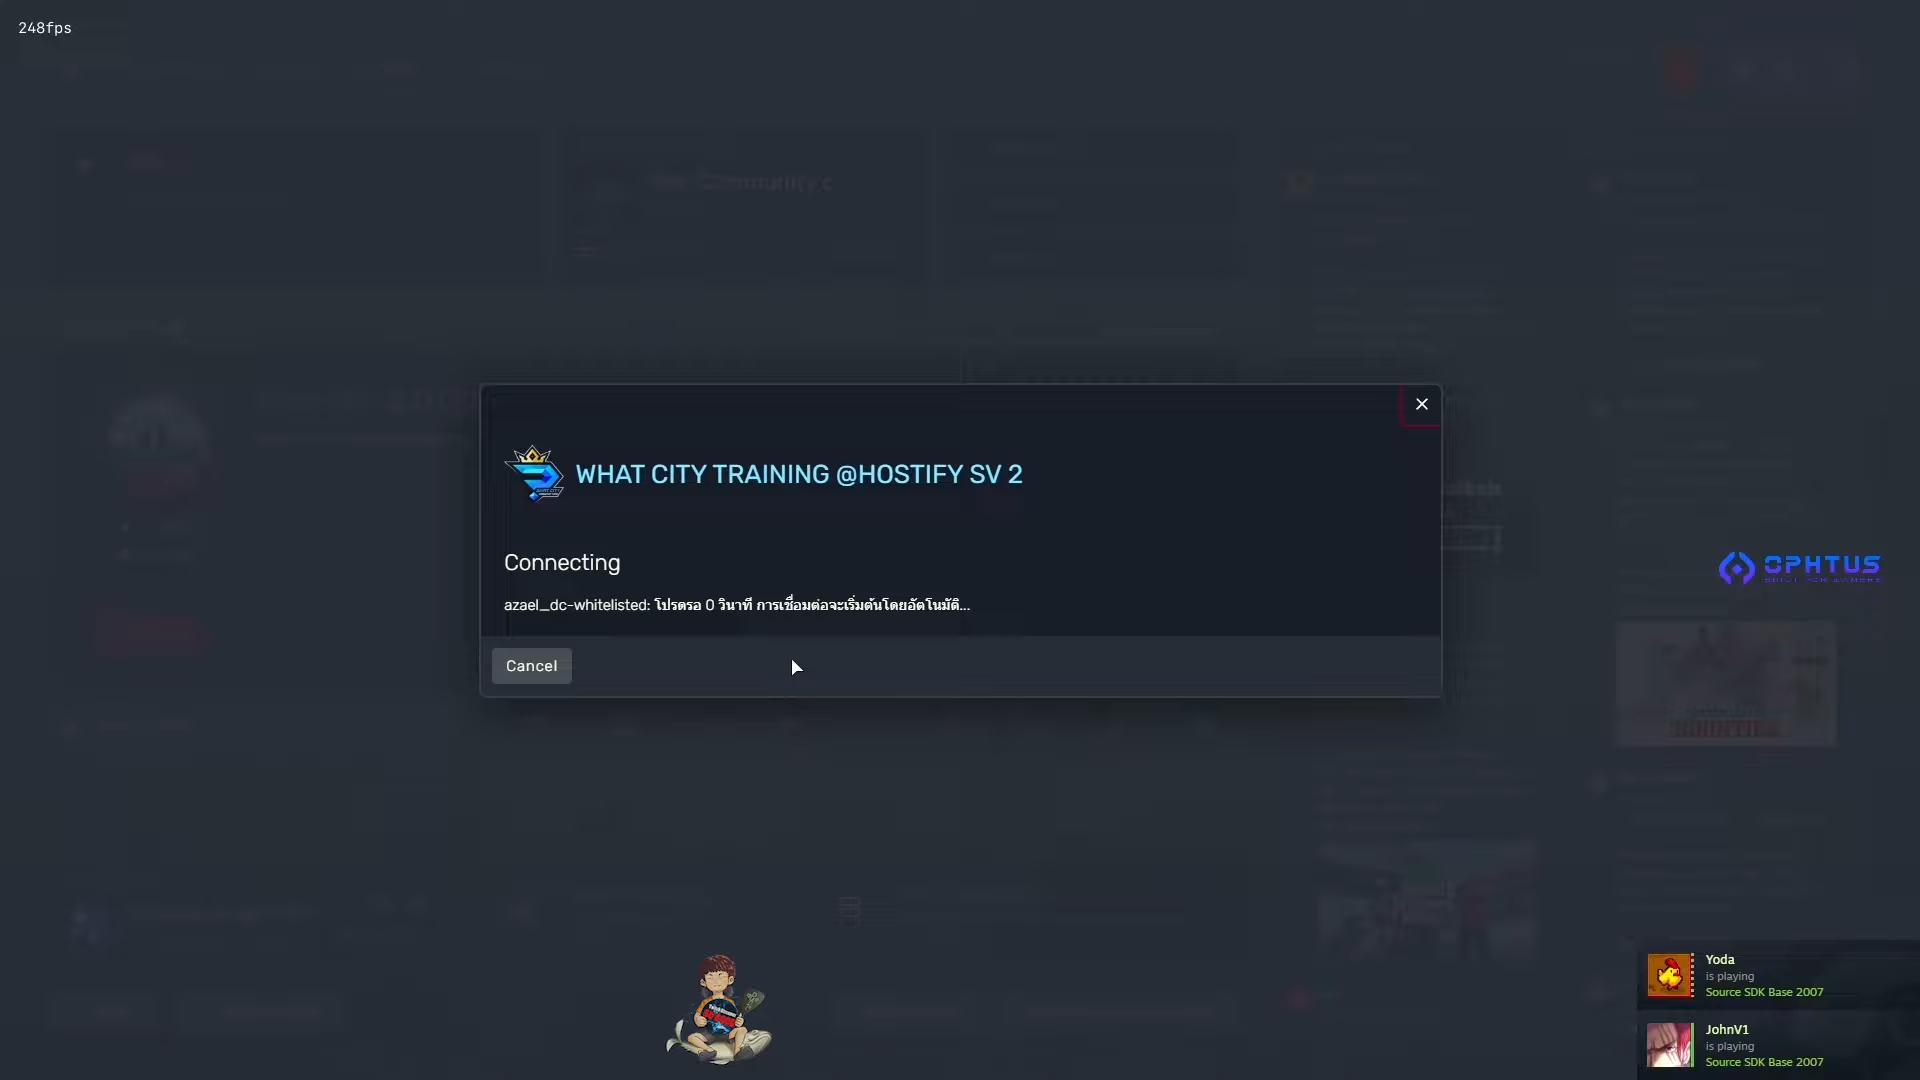 248fps
WHAT CITY TRAINING @HOSTIFY SV 2
Connecting
azael_dc-whitelisted: โปรดรอ 0 วินาที การเชื่อมต่อจะเริ่มต้นโดยอัตโนมัติ...
Cancel
OPHTUS
Yoda
is playing
Source SDK Base 2007
JohnV1
is playing
Source SDK Base 2007